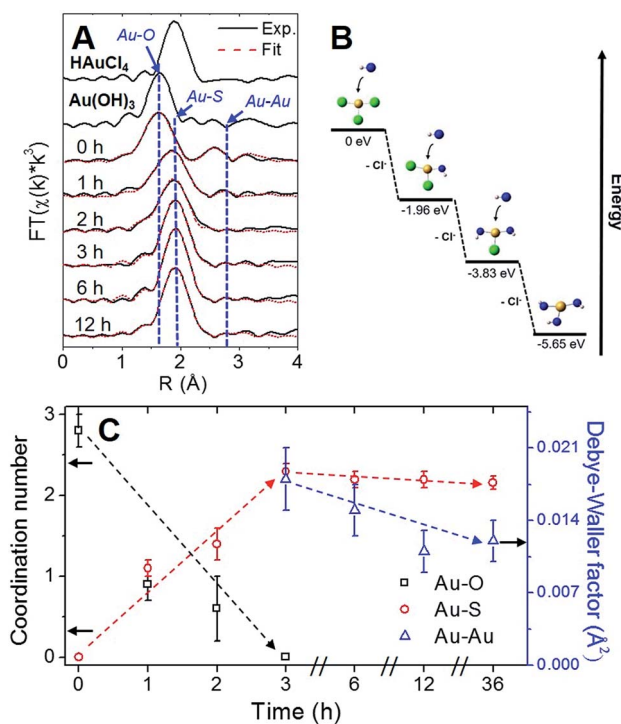 A
Exp.
Fit
Au-O
HAuCl4
Au(OH)3
Au-S
Au-Au
0 h
1 h
2 h
3 h
6 h
12 h
FT(χ(k)*k³)
0 1 2 3 4
R (Å)
B
0 eV
- Cl⁻
-1.96 eV
- Cl⁻
-3.83 eV
- Cl⁻
-5.65 eV
Energy
C
3
2
1
0
Coordination number
0.021
0.014
0.007
0.000
Debye-Waller factor (Å²)
Au-O
Au-S
Au-Au
0 1 2 3 6 12 36
Time (h)